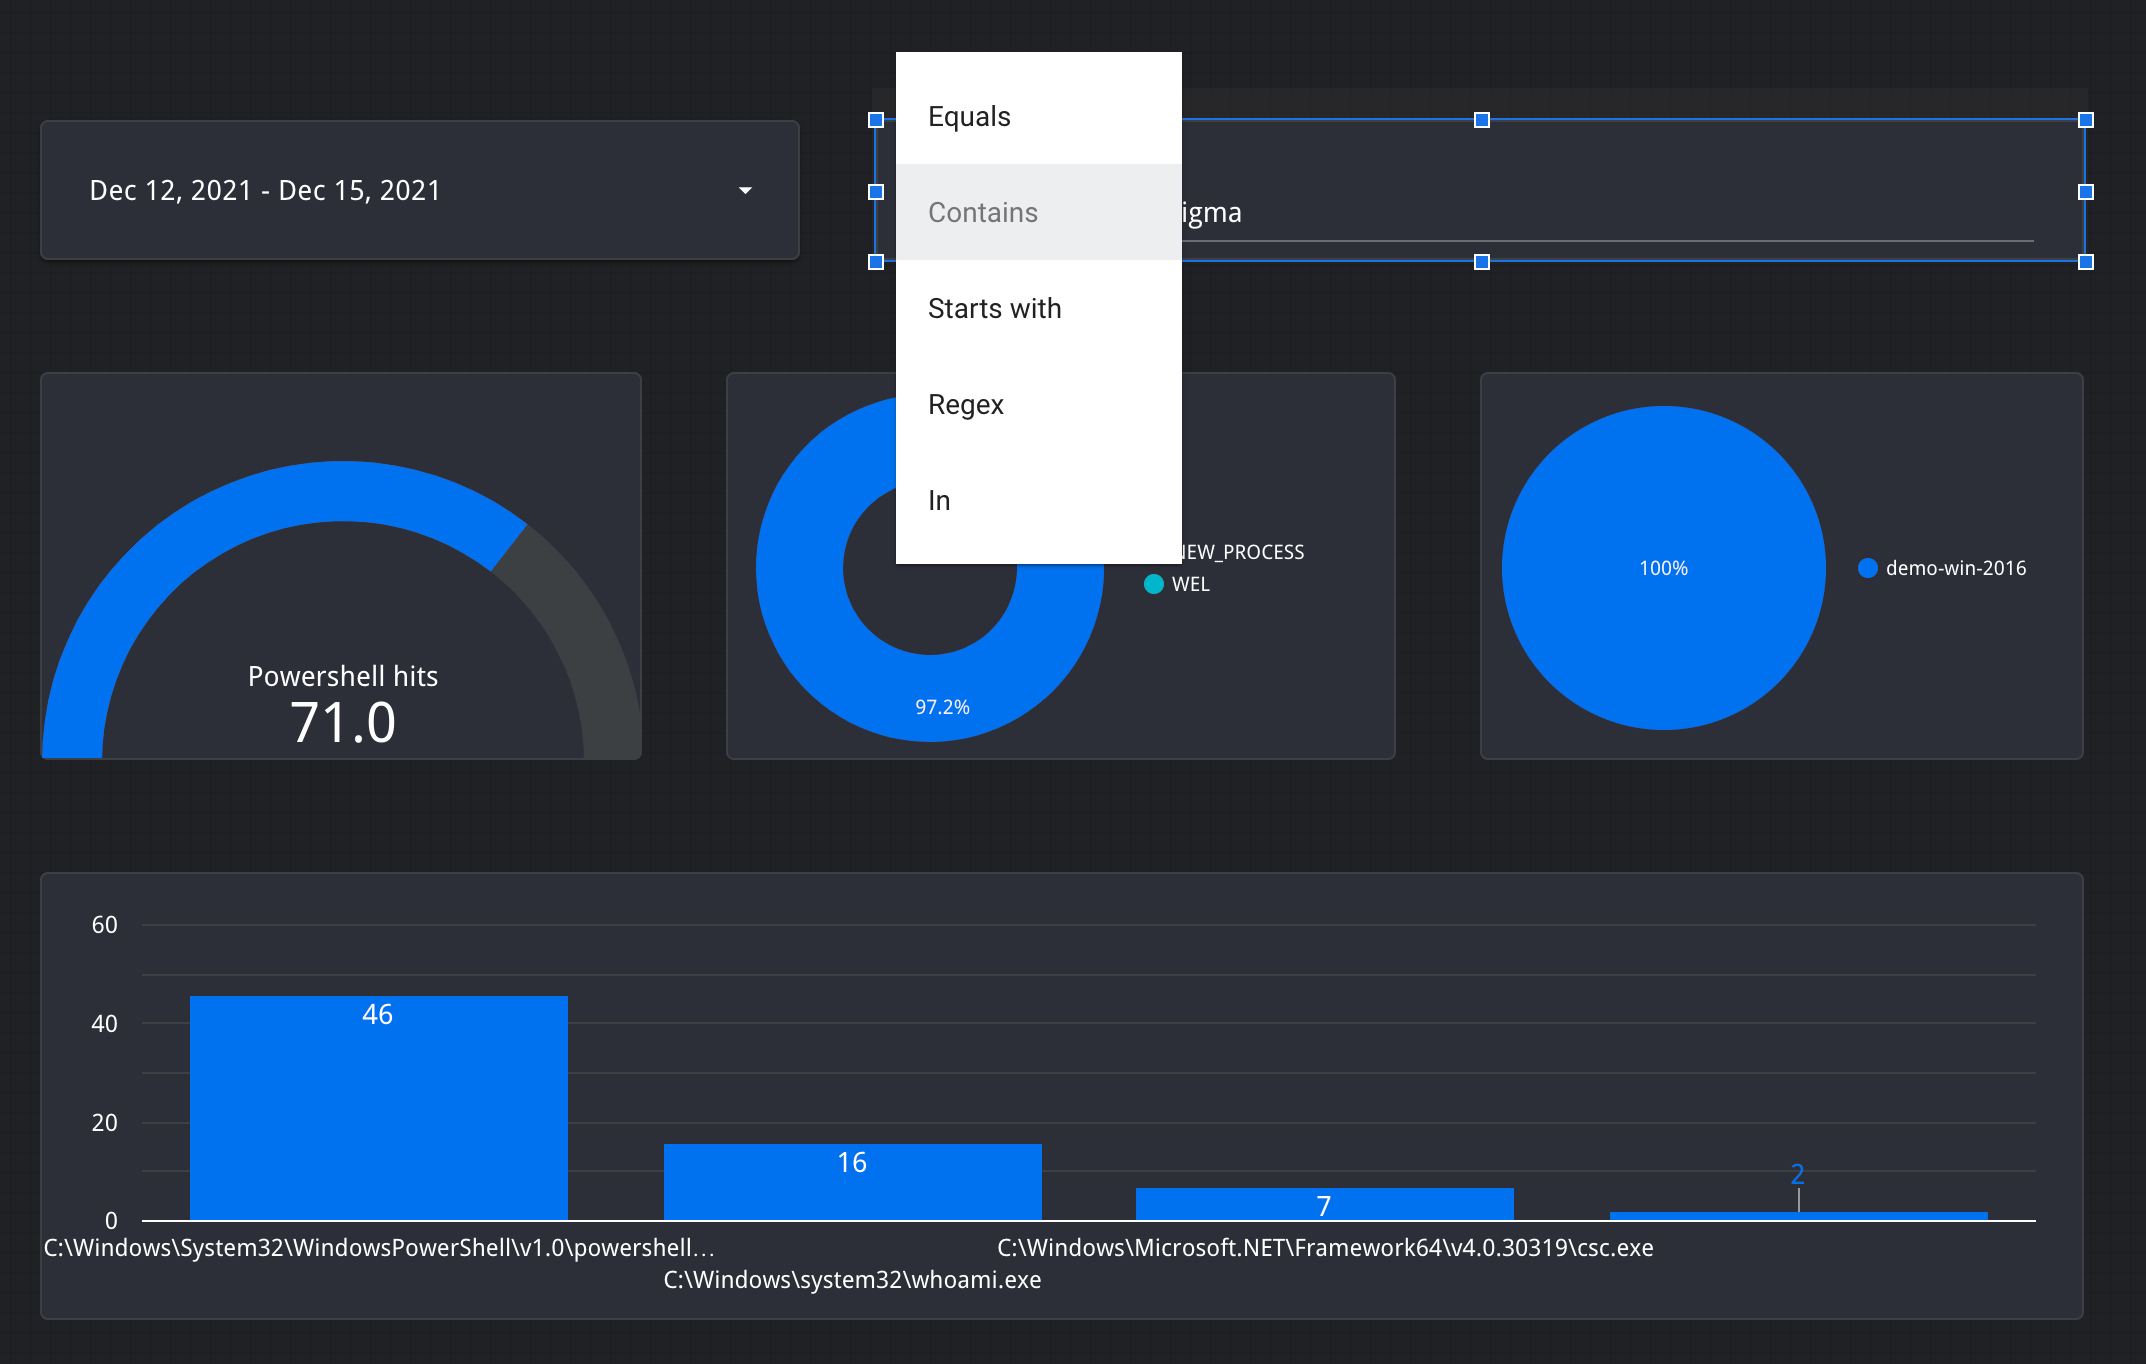 Equals
Contains
Starts with
Regex
In
Dec 12, 2021 - Dec 15, 2021
igma
Powershell hits
71.0
97.2%
NEW_PROCESS
WEL
100%
demo-win-2016
60
40
20
0
46
16
7
2
C:\Windows\System32\WindowsPowerShell\v1.0\powershell…
C:\Windows\system32\whoami.exe
C:\Windows\Microsoft.NET\Framework64\v4.0.30319\csc.exe